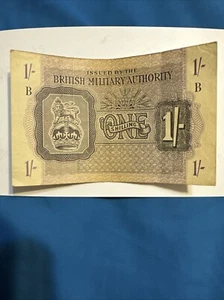 1/- ISSUED BY THE 1/-
B BRITISH MILITARY AUTHORITY B
ONE
SHILLING
1/-
1/- 1/-